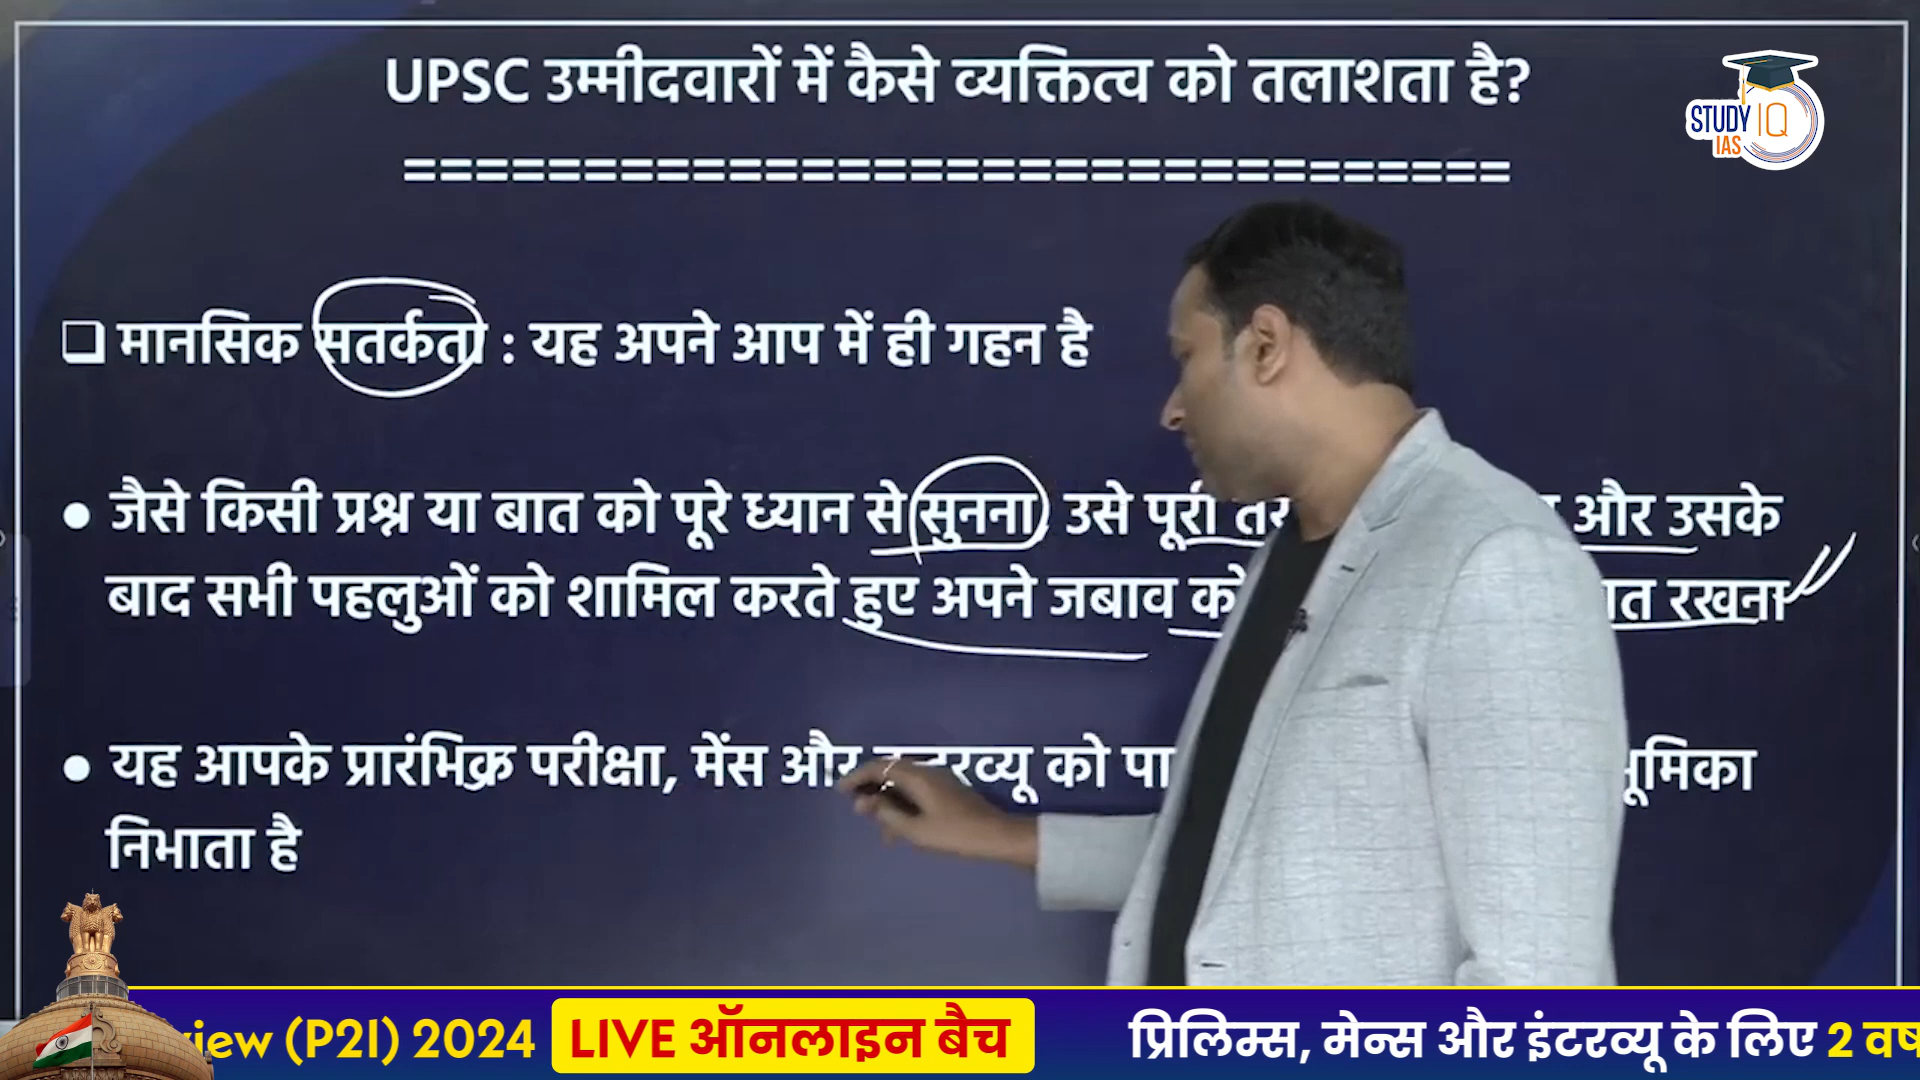 UPSC उम्मीदवारों में कैसे व्यक्तित्व को तलाशता है?
STUDY IQ
IAS
मानसिक सतर्कता : यह अपने आप में ही गहन है
जैसे किसी प्रश्न या बात को पूरे ध्यान से सुनना, उसे पूरी और उसके
बाद सभी पहलुओं को शामिल करते हुए अपने जबाव को रखना
यह आपके प्रारंभिक परीक्षा, मेंस और को
निभाता है
(P2I) 2024 LIVE ऑनलाइन बैच प्रिलिम्स, मेन्स और इंटरव्यू के लिए 2